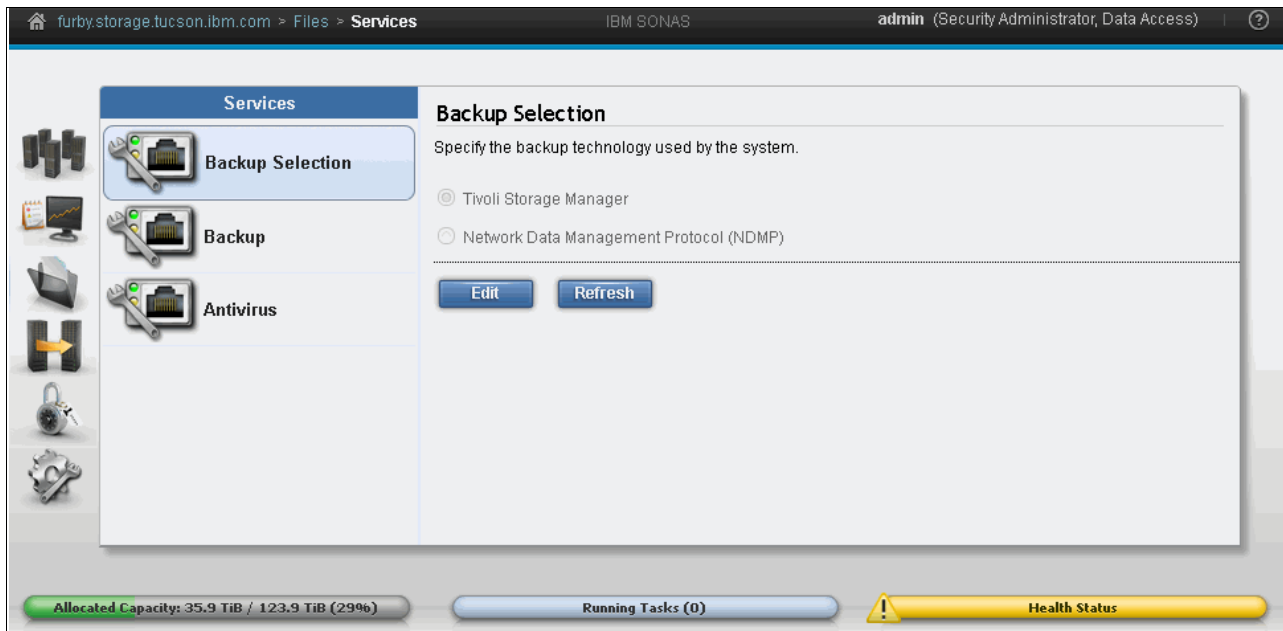 furby.storage.tucson.ibm.com > Files > Services
IBM SONAS
admin (Security Administrator, Data Access)
?
Services
Backup Selection
Backup
Antivirus
Backup Selection
Specify the backup technology used by the system.
Tivoli Storage Manager
Network Data Management Protocol (NDMP)
Edit
Refresh
Allocated Capacity: 35.9 TiB / 123.9 TiB (29%)
Running Tasks (0)
!
Health Status